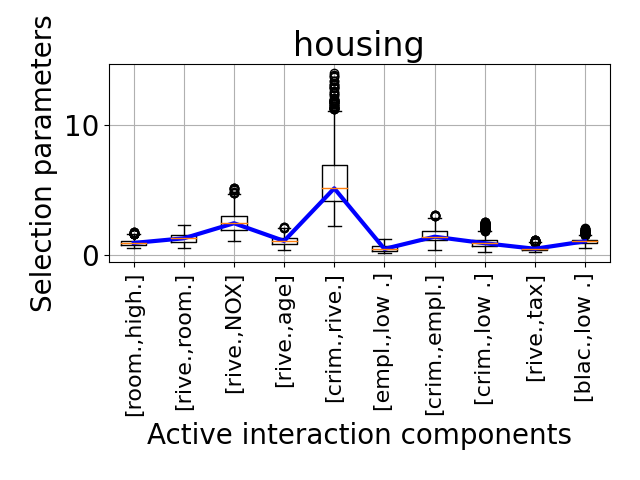 housing
Selection parameters
10
0
[room.,high.]
[rive.,room.]
[rive.,NOX]
[rive.,age]
[crim.,rive.]
[empl.,low .]
[crim.,empl.]
[crim.,low .]
[rive.,tax]
[blac.,low .]
Active interaction components